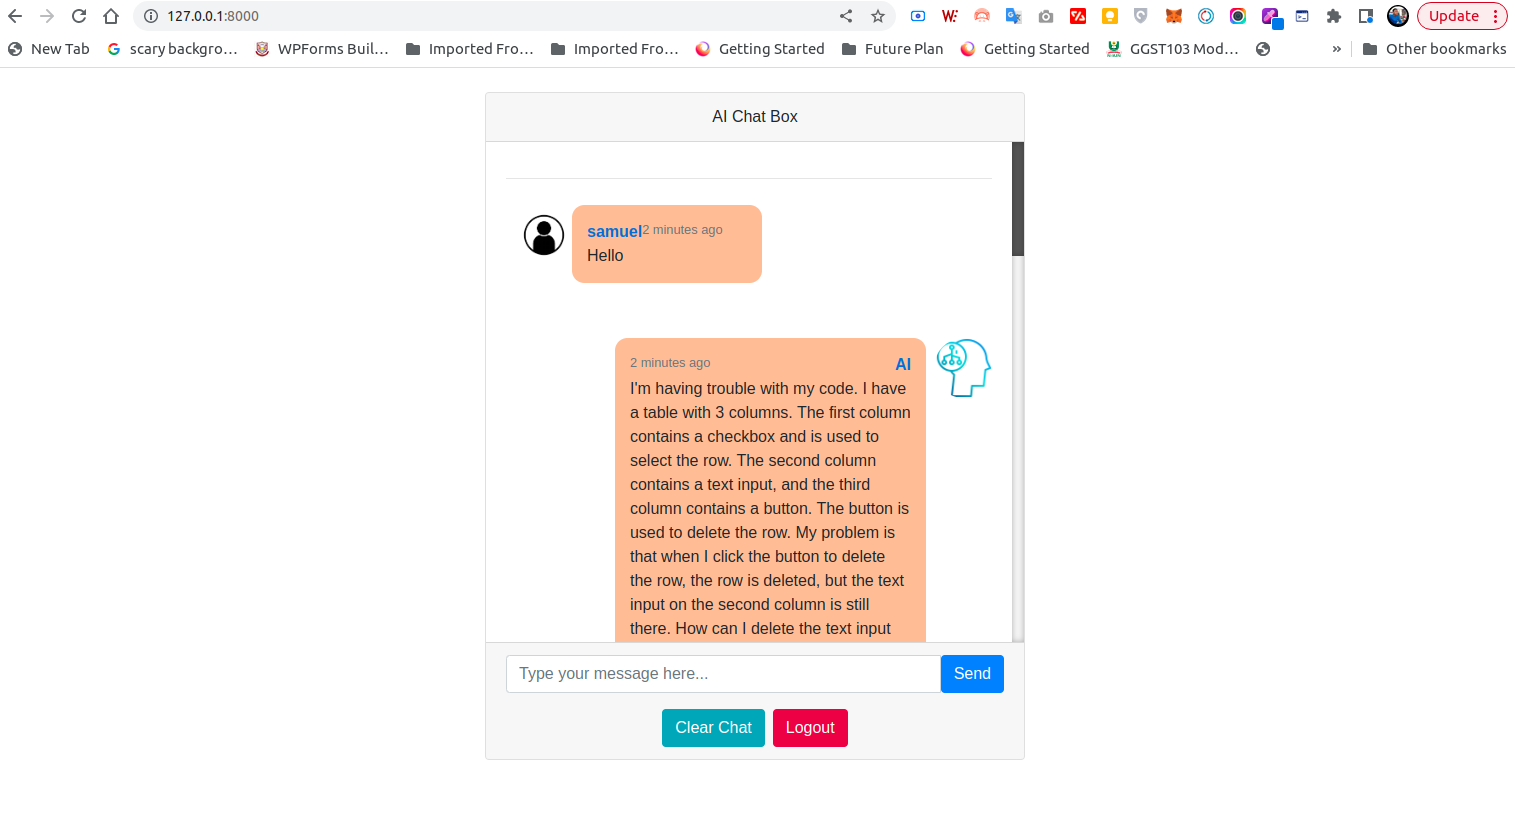 127.0.0.1:8000
Update
New Tab
scary backgro...
WPForms Buil...
Imported Fro...
Imported Fro...
Getting Started
Future Plan
Getting Started
GGST103 Mod...
»
Other bookmarks
AI Chat Box
samuel 2 minutes ago
Hello
2 minutes ago AI
I'm having trouble with my code. I have
a table with 3 columns. The first column
contains a checkbox and is used to
select the row. The second column
contains a text input, and the third
column contains a button. The button is
used to delete the row. My problem is
that when I click the button to delete
the row, the row is deleted, but the text
input on the second column is still
there. How can I delete the text input
Type your message here...
Send
Clear Chat
Logout